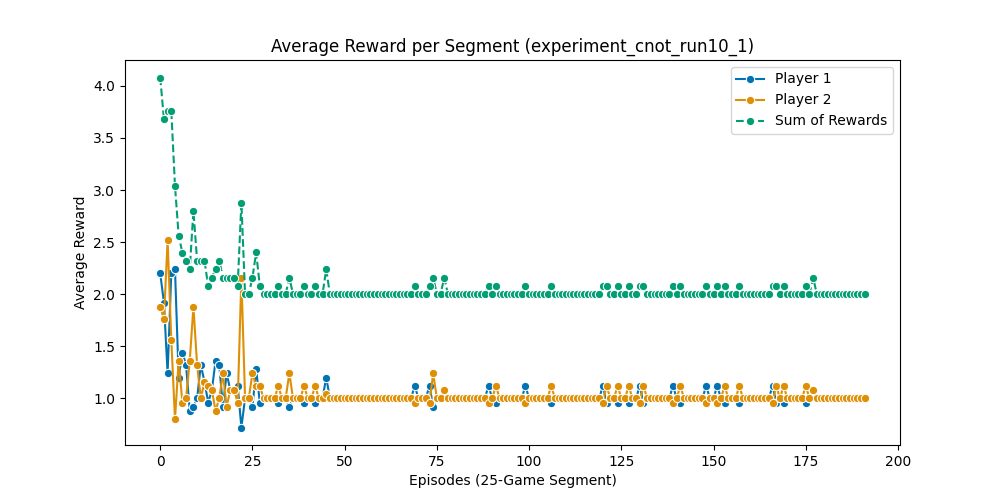 Average Reward per Segment (experiment_cnot_run10_1)
Player 1
Player 2
Sum of Rewards
Average Reward
4.0
3.5
3.0
2.5
2.0
1.5
1.0
0 25 50 75 100 125 150 175 200
Episodes (25-Game Segment)